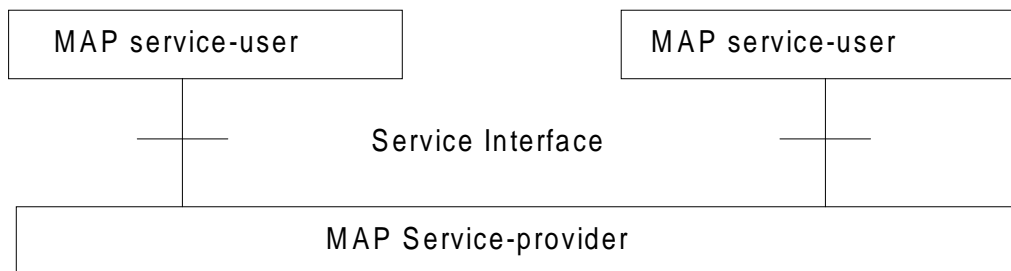 MAP service-user
MAP service-user
Service Interface
MAP Service-provider